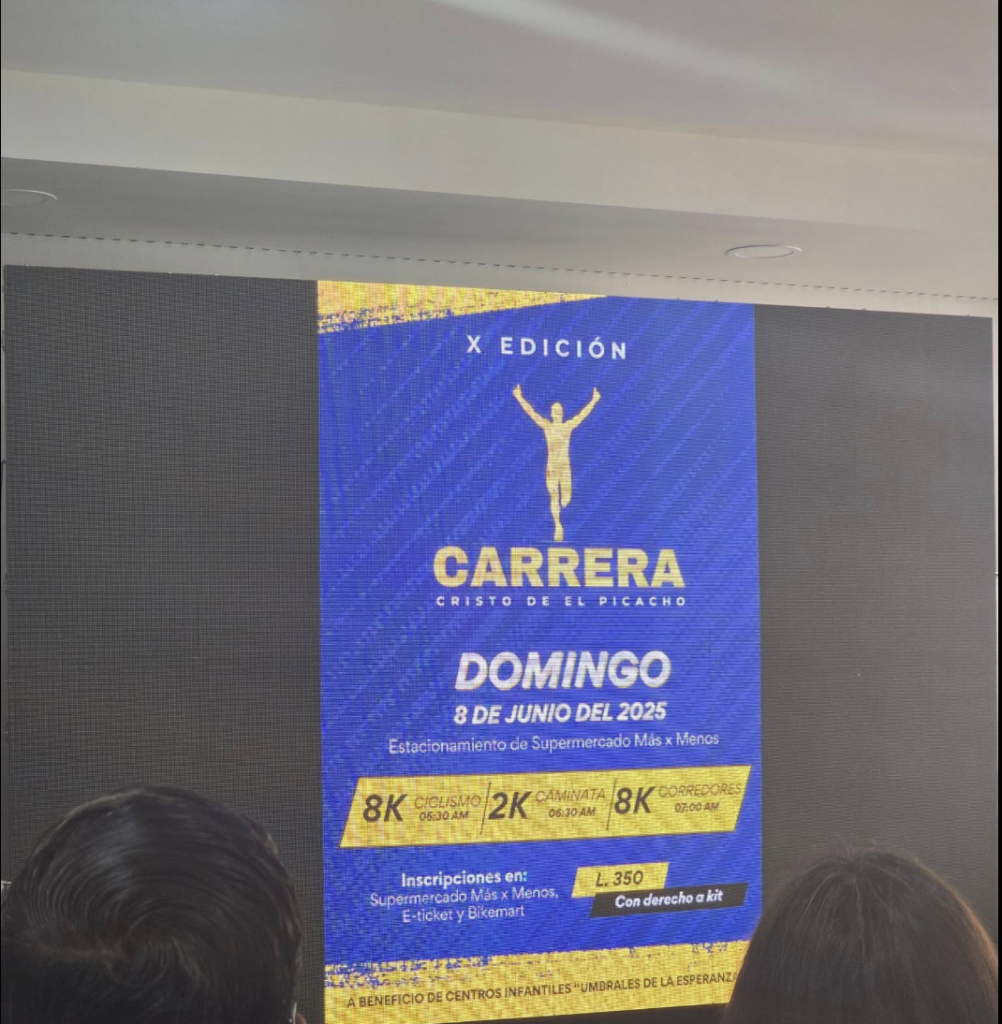 X EDICIÓN
CARRERA
CRISTO DE EL PICACHO
DOMINGO
8 DE JUNIO DEL 2025
Estacionamiento de Supermercado Más x Menos
8K CICLISMO 06:30 AM
2K CAMINATA 06:30 AM
8K CORREDORES 07:00 AM
Inscripciones en:
Supermercado Más x Menos,
E-ticket y Bikemart
L. 350
Con derecho a kit
A BENEFICIO DE CENTROS INFANTILES "UMBRALES DE LA ESPERANZA